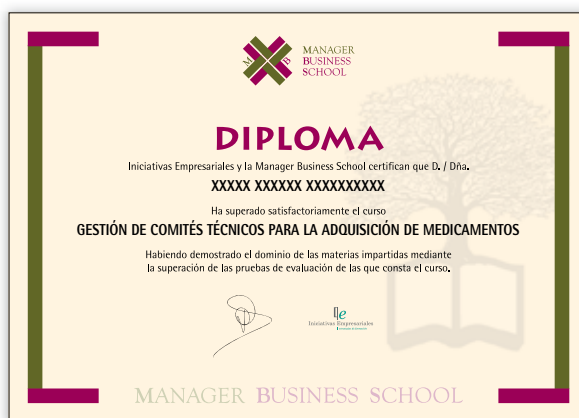 M B
MANAGER
BUSINESS
SCHOOL
DIPLOMA
Iniciativas Empresariales y la Manager Business School certifican que D. / Dña.
XXXXX XXXXXX XXXXXXXXXX
Ha superado satisfactoriamente el curso
GESTIÓN DE COMITÉS TÉCNICOS PARA LA ADQUISICIÓN DE MEDICAMENTOS
Habiendo demostrado el dominio de las materias impartidas mediante
la superación de las pruebas de evaluación de las que consta el curso.
Ie
Iniciativas Empresariales
MANAGER BUSINESS SCHOOL